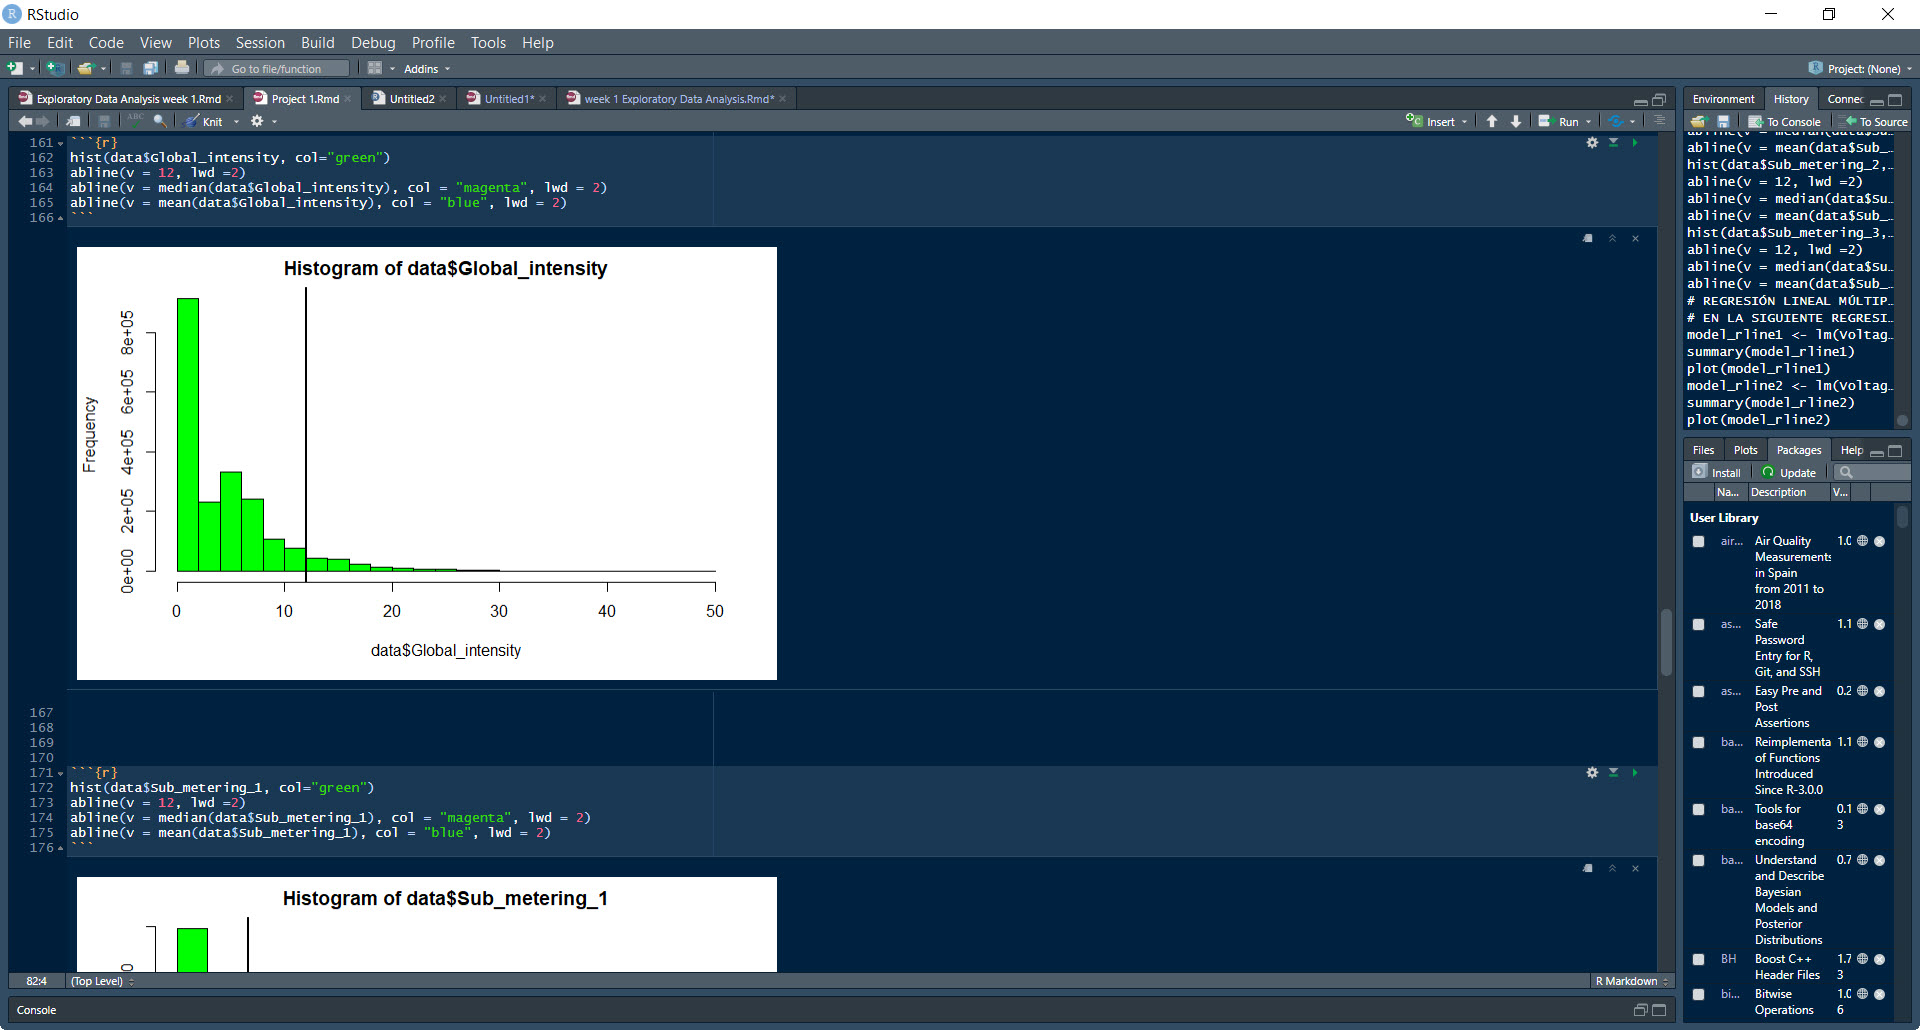 RStudio
File Edit Code View Plots Session Build Debug Profile Tools Help
Go to file/function Addins Project: (None)
Exploratory Data Analysis week 1.Rmd Project 1.Rmd Untitled2 Untitled1* week 1 Exploratory Data Analysis.Rmd*
ABC Knit Insert Run
161 ```{r}
162 hist(data$Global_intensity, col="green")
163 abline(v = 12, lwd =2)
164 abline(v = median(data$Global_intensity), col = "magenta", lwd = 2)
165 abline(v = mean(data$Global_intensity), col = "blue", lwd = 2)
166 ```
Histogram of data$Global_intensity
Frequency
0e+00 2e+05 4e+05 6e+05 8e+05
0 10 20 30 40 50
data$Global_intensity
167
168
169
170
171 ```{r}
172 hist(data$Sub_metering_1, col="green")
173 abline(v = 12, lwd =2)
174 abline(v = median(data$Sub_metering_1), col = "magenta", lwd = 2)
175 abline(v = mean(data$Sub_metering_1), col = "blue", lwd = 2)
176 ```
Histogram of data$Sub_metering_1
82:4 (Top Level) R Markdown
Console
Environment History Connec
To Console To Source
abline(v = median(data$Su…
abline(v = mean(data$Sub_…
hist(data$Sub_metering_2,…
abline(v = 12, lwd =2)
abline(v = median(data$Su…
abline(v = mean(data$Sub_…
hist(data$Sub_metering_3,…
abline(v = 12, lwd =2)
abline(v = median(data$Su…
abline(v = mean(data$Sub_…
# REGRESIÓN LINEAL MÚLTIP…
# EN LA SIGUIENTE REGRESI…
model_rline1 <- lm(Voltag…
summary(model_rline1)
plot(model_rline1)
model_rline2 <- lm(Voltag…
summary(model_rline2)
plot(model_rline2)
Files Plots Packages Help
Install Update
Na... Description V...
User Library
air... Air Quality 1.0
Measurements
in Spain
from 2011 to
2018
as... Safe 1.1
Password
Entry for R,
Git, and SSH
as... Easy Pre and 0.2
Post
Assertions
ba... Reimplementa 1.1
of Functions
Introduced
Since R-3.0.0
ba... Tools for 0.1
base64 3
encoding
ba... Understand 0.7
and Describe
Bayesian
Models and
Posterior
Distributions
BH Boost C++ 1.7
Header Files 3
bi... Bitwise 1.0
Operations 6